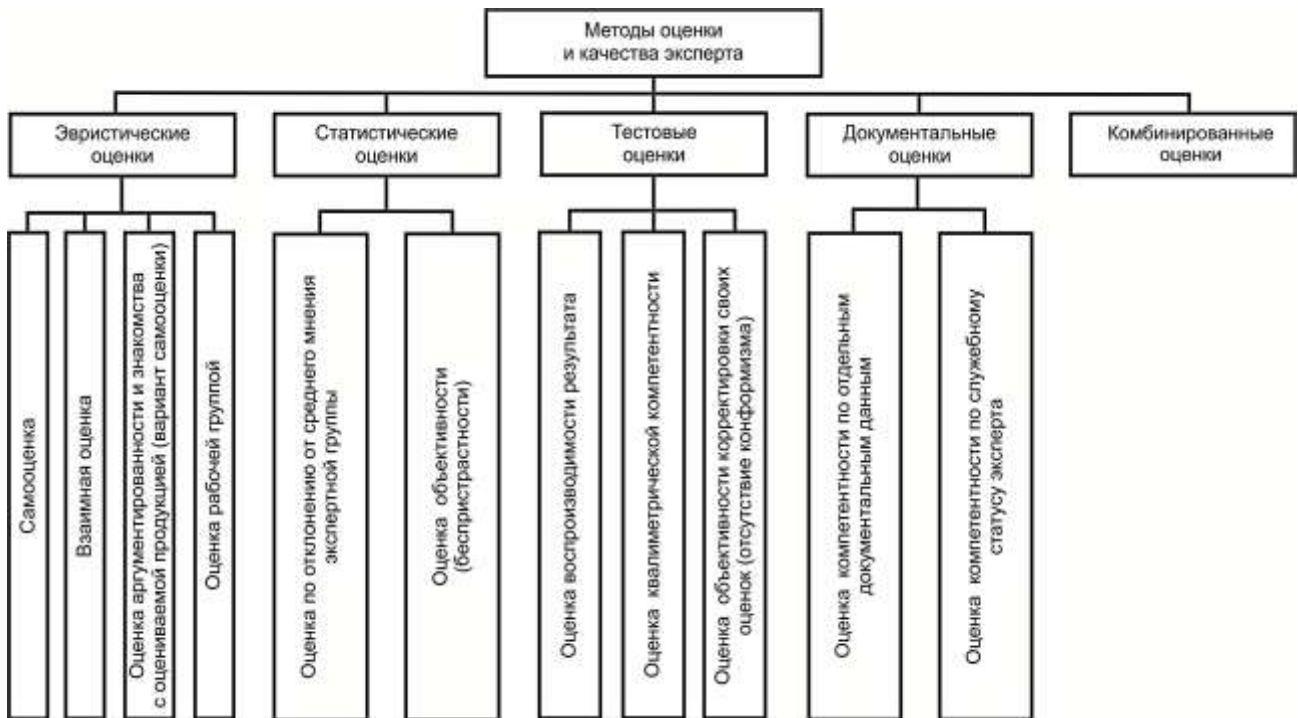 Методы оценки
и качества эксперта
Эвристические
оценки
Статистические
оценки
Тестовые
оценки
Документальные
оценки
Комбинированные
оценки
Самооценка
Взаимная оценка
Оценка аргументированности и знакомства
с оцениваемой продукцией (вариант самооценки)
Оценка рабочей группой
Оценка по отклонению от среднего мнения
экспертной группы
Оценка объективности
(беспристрастности)
Оценка воспроизводимости результата
Оценка квалиметрической компетентности
Оценка объективности корректировки своих
оценок (отсутствие конформизма)
Оценка компетентности по отдельным
документальным данным
Оценка компетентности по служебному
статусу эксперта